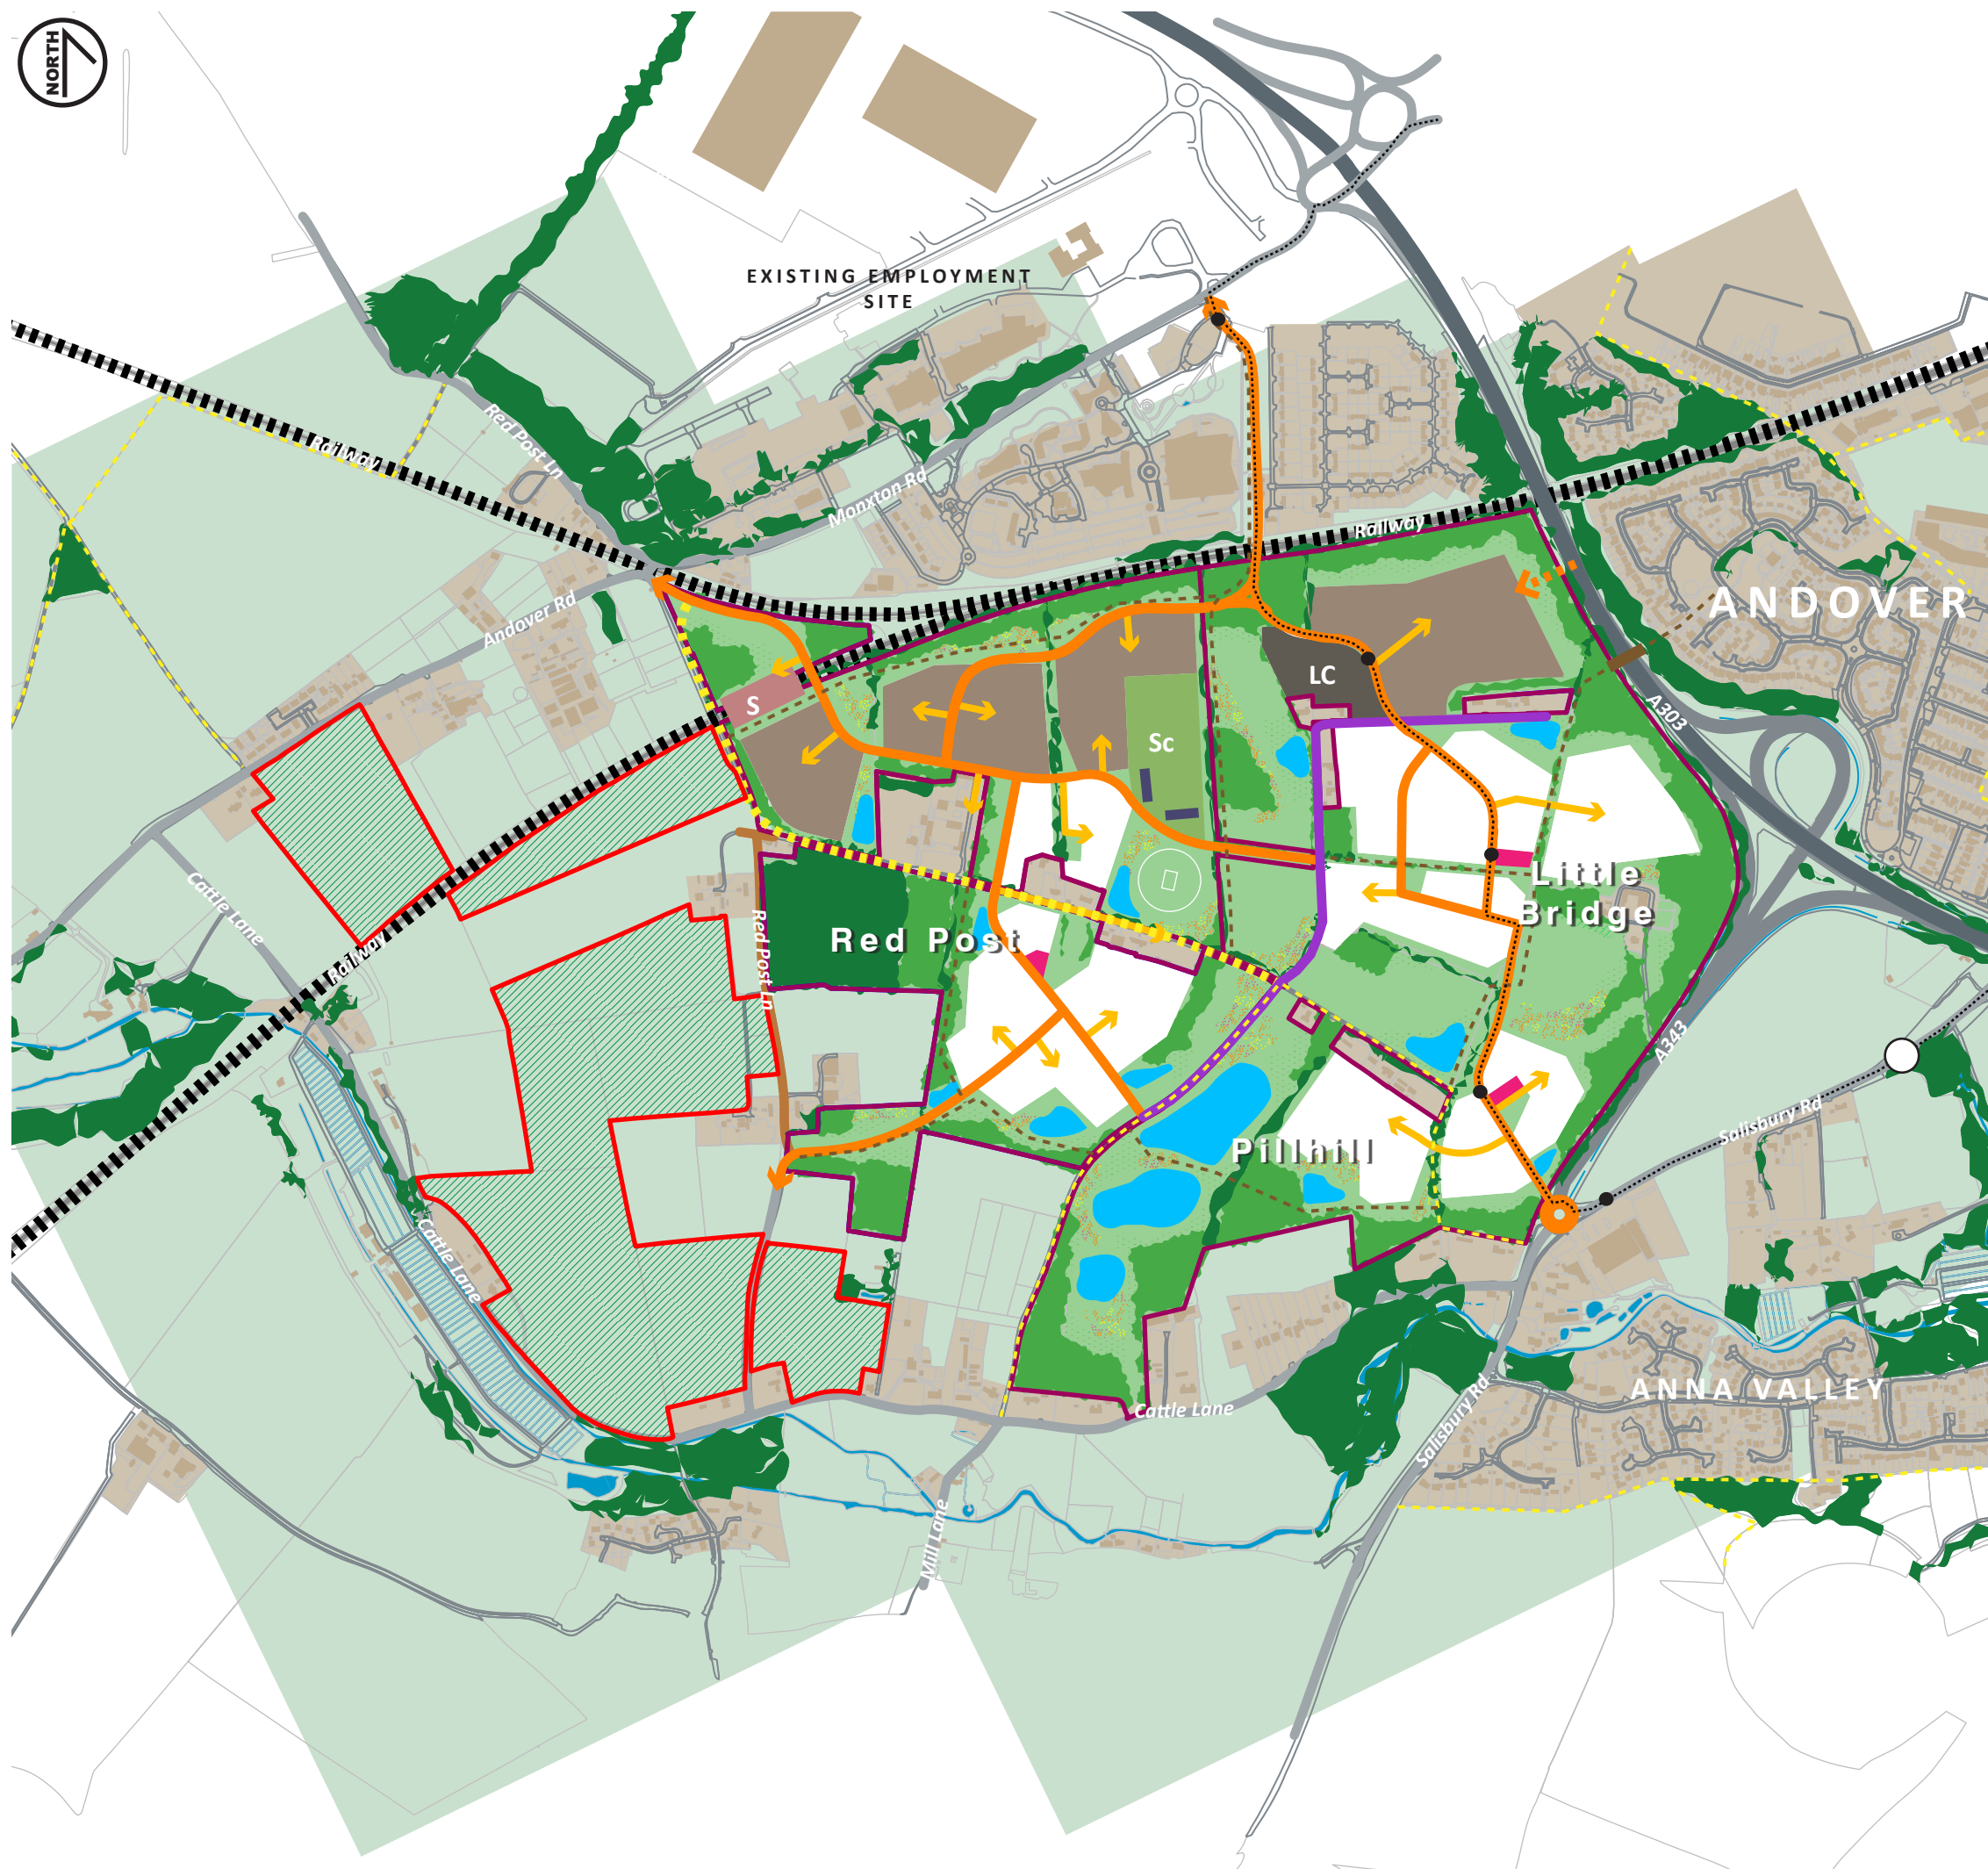 NORTH
EXISTING EMPLOYMENT
SITE
Red Post Ln
Railway
Monxton Rd
Railway
Andover Rd
ANDOVER
LC
S
A303
Sc
Cattle Lane
Little
Bridge
Red Post
Red Post Ln
Railway
A343
Salisbury Rd
Pillhill
Cattle Lane
ANNA VALLEY
Cattle Lane
Salisbury Rd
Mill Lane